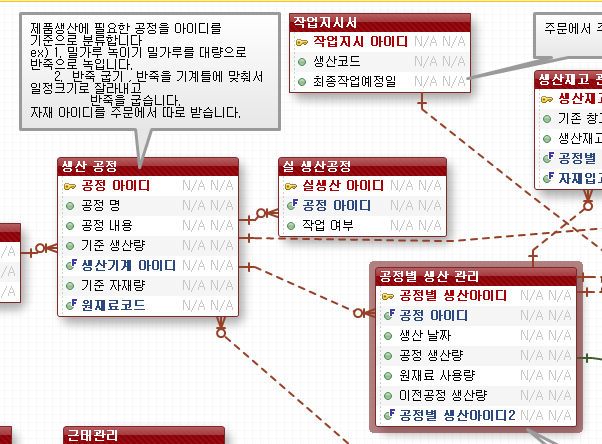 제품생산에 필요한 공정을 아이디를
기준으로 분류합니다
ex) 1, 밀가루 녹이기 밀가루를 대량으로
반죽으로 녹입니다.
2, 반죽 굽기 , 반죽을 기계틀에 맞춰서
일정크기로 잘라내고
반죽을 굽습니다.
자재 아이디를 주문에서 따로 받습니다.
작업지시서
작업지시 아이디 N/A N/A
생산코드 N/A N/A
최종작업예정일 N/A N/A
주문에서 주
생산재고 관
생산재고
기준 창고
생산재고
공정별
자재입고
생산 공정
공정 아이디 N/A N/A
공정 명 N/A N/A
공정 내용 N/A N/A
기준 생산량 N/A N/A
생산기계 아이디 N/A N/A
기준 자재량 N/A N/A
원재료코드 N/A N/A
실 생산공정
실생산 아이디 N/A N/A
공정 아이디 N/A N/A
작업 여부 N/A N/A
공정별 생산 관리
공정별 생산아이디 N/A N/A
공정 아이디 N/A N/A
생산 날짜 N/A N/A
공정 생산량 N/A N/A
원재료 사용량 N/A N/A
이전공정 생산량 N/A N/A
공정별 생산아이디2 N/A N/A
근태관리